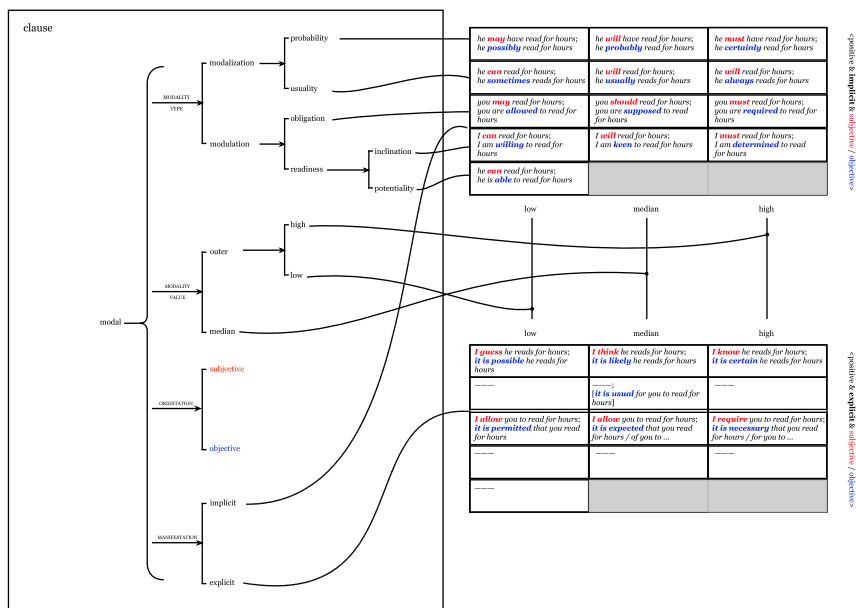 clause
probability
modalization
MODALITY
TYPE
usuality
obligation
modulation
inclination
readiness
potentiality
high
outer
low
MODALITY
VALUE
modal
median
subjective
ORIENTATION
objective
implicit
MANIFESTATION
explicit
he may have read for hours;
he possibly read for hours
he will have read for hours;
he probably read for hours
he must have read for hours;
he certainly read for hours
he can read for hours;
he sometimes reads for hours
he will read for hours;
he usually reads for hours
he will read for hours;
he always reads for hours
you may read for hours;
you are allowed to read for
hours
you should read for hours;
you are supposed to read
for hours
you must read for hours;
you are required to read for
hours
I can read for hours;
I am willing to read for
hours
I will read for hours;
I am keen to read for hours
I must read for hours;
I am determined to read
for hours
he can read for hours;
he is able to read for hours
<positive & implicit & subjective / objective>
low
median
high
low
median
high
I guess he reads for hours;
it is possible he reads for
hours
I think he reads for hours;
it is likely he reads for hours
I know he reads for hours;
it is certain he reads for hours
———
———;
[it is usual for you to read for
hours]
———
I allow you to read for hours;
it is permitted that you read
for hours
I allow you to read for hours;
it is expected that you read
for hours / of you to ...
I require you to read for hours;
it is necessary that you read
for hours / for you to ...
———
———
———
———
<positive & explicit & subjective / objective>